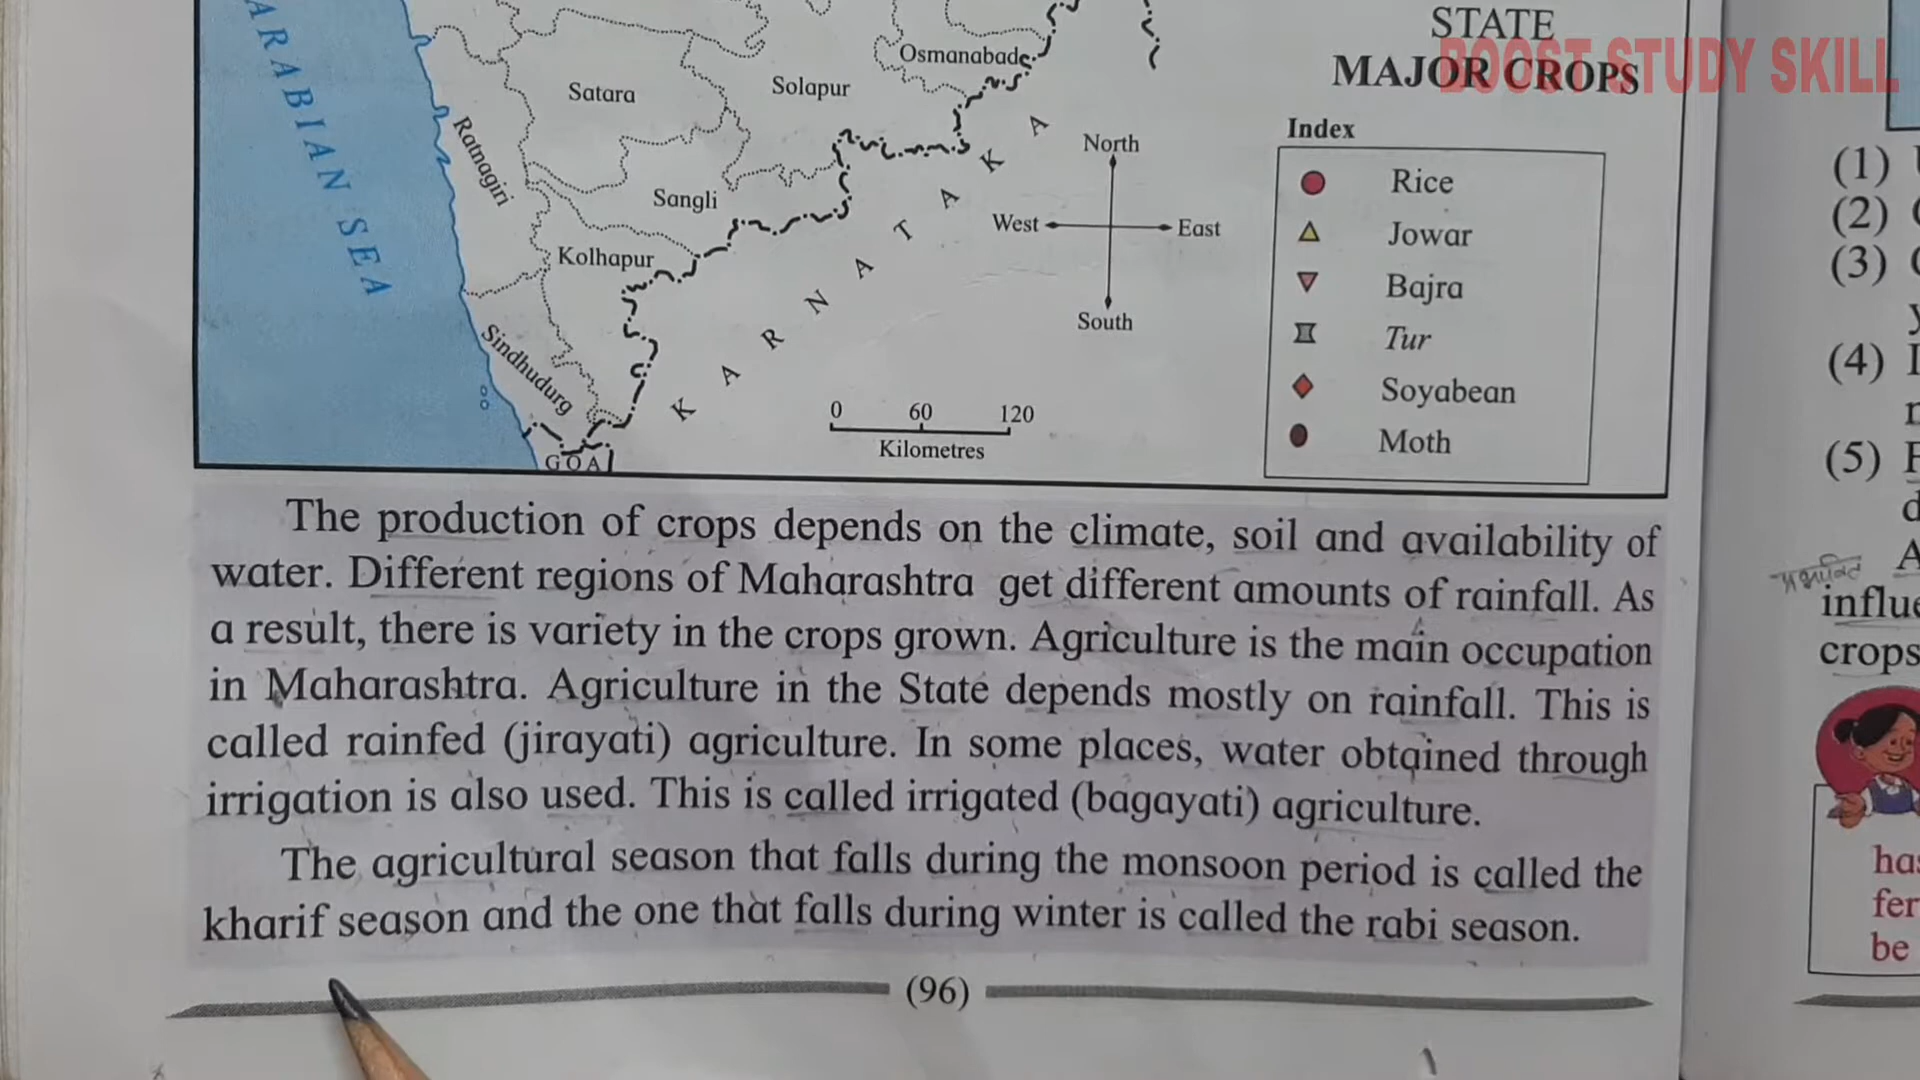 STATE
MAJOR CROPS
BOOST STUDY SKILL
ARABIAN SEA
Osmanabad
Satara
Solapur
Ratnagiri
Sangli
Kolhapur
Sindhudurg
GOA
KARNATAKA
North
West
East
South
0 60 120
Kilometres
Index
Rice
Jowar
Bajra
Tur
Soyabean
Moth
The production of crops depends on the climate, soil and availability of
water. Different regions of Maharashtra get different amounts of rainfall. As
a result, there is variety in the crops grown. Agriculture is the main occupation
in Maharashtra. Agriculture in the State depends mostly on rainfall. This is
called rainfed (jirayati) agriculture. In some places, water obtained through
irrigation is also used. This is called irrigated (bagayati) agriculture.
The agricultural season that falls during the monsoon period is called the
kharif season and the one that falls during winter is called the rabi season.
(96)
(1)
(2)
(3)
(4)
(5)
crops
be